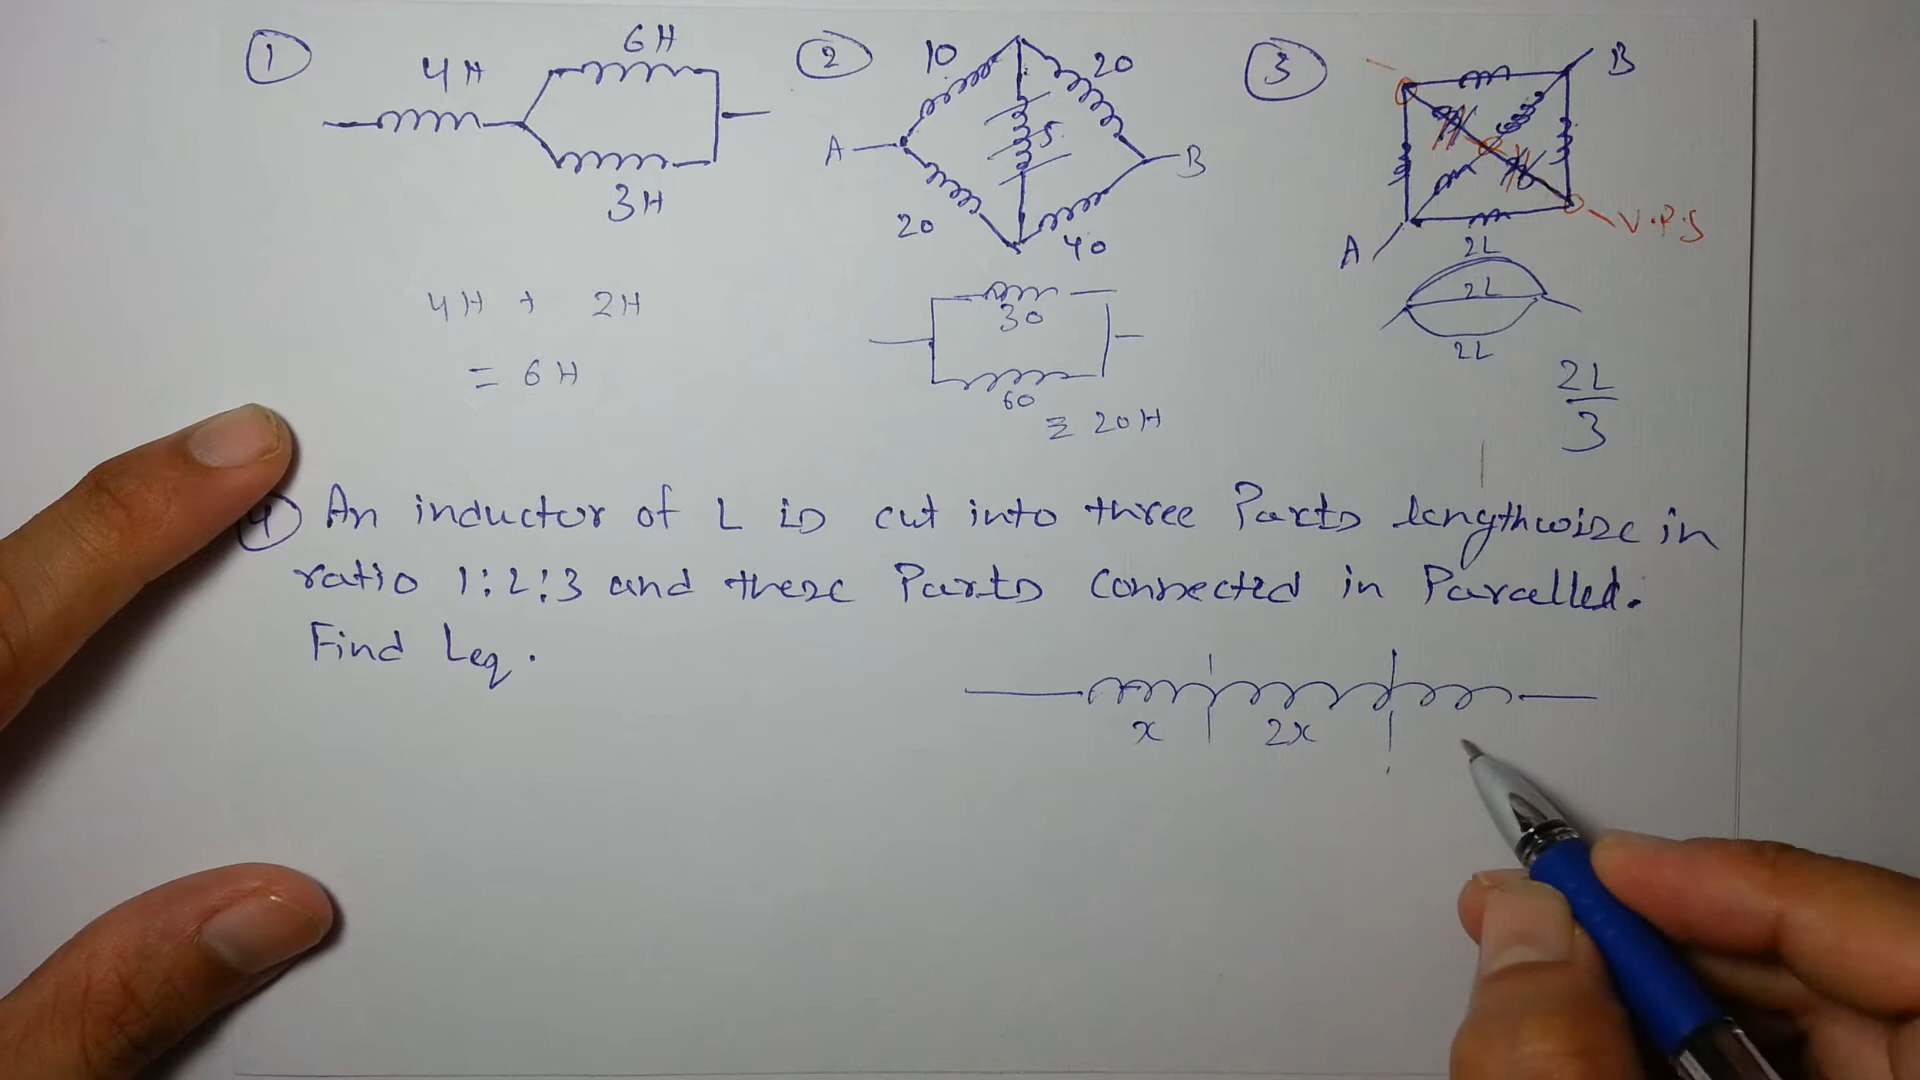 1
4H
6H
3H
4H + 2H
= 6H
2
10
20
5
A
B
20
40
30
60
≡ 20H
3
B
A
V.P.S
2L
2L
2L
2L
3
4 An inductor of L is cut into three Parts lengthwise in
ratio 1:2:3 and these Parts connected in Parallel.
Find Leq.
x
2x